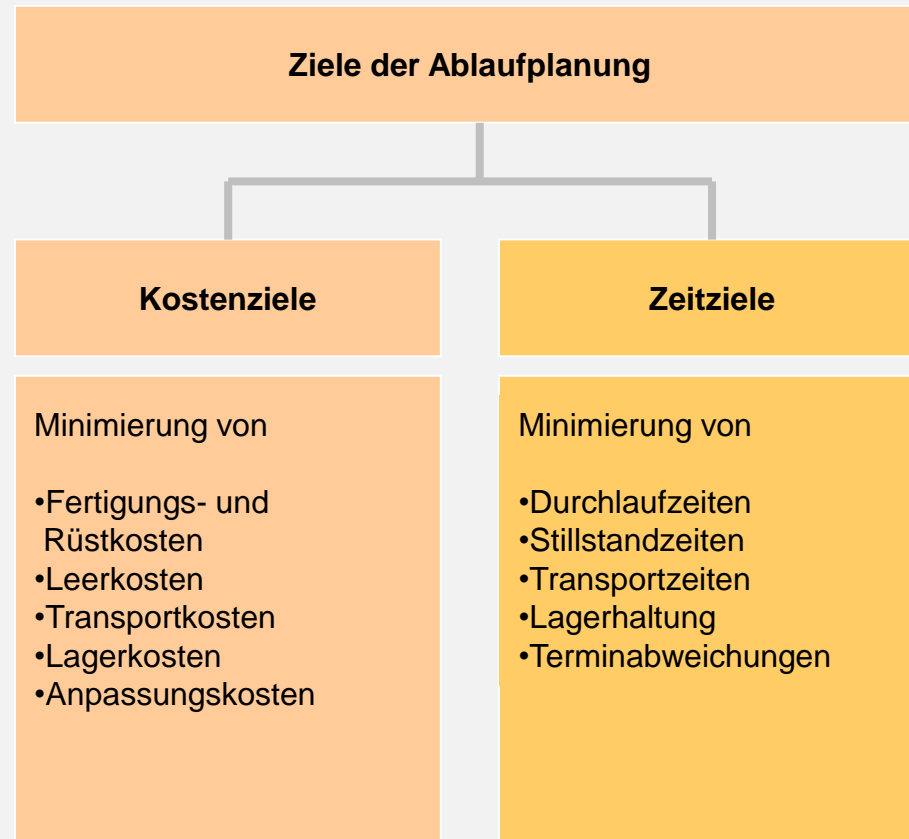 Ziele der Ablaufplanung
Kostenziele
Minimierung von
•Fertigungs- und
Rüstkosten
•Leerkosten
•Transportkosten
•Lagerkosten
•Anpassungskosten
Zeitziele
Minimierung von
•Durchlaufzeiten
•Stillstandzeiten
•Transportzeiten
•Lagerhaltung
•Terminabweichungen